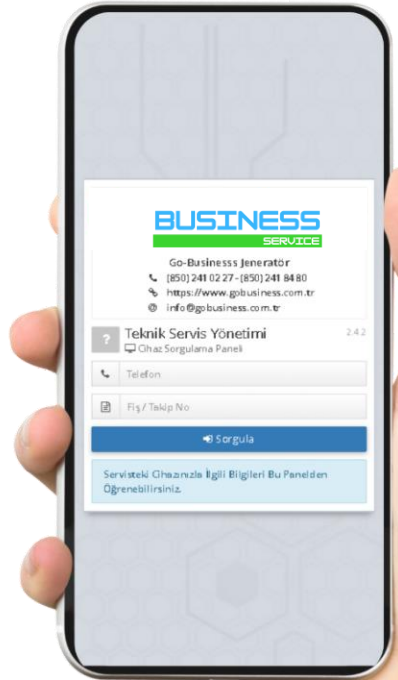 BUSINESS
SERVICE
Go-Businesss Jeneratör
(850) 241 02 27 - (850) 241 84 80
https://www.gobusiness.com.tr
info@gobusiness.com.tr
? Teknik Servis Yönetimi 2.4.2
Cihaz Sorgulama Paneli
Telefon
Fiş / Takip No
Sorgula
Servisteki Cihazınızla İlgili Bilgileri Bu Panelden
Öğrenebilirsiniz.